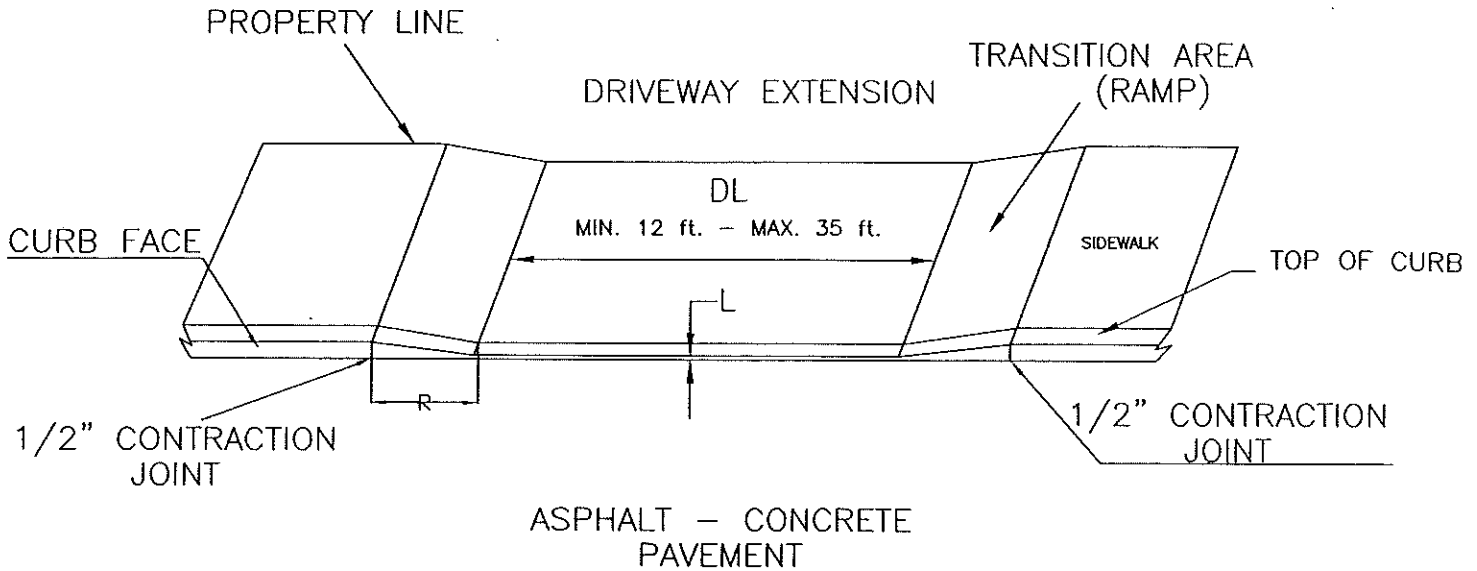 PROPERTY LINE
TRANSITION AREA
(RAMP)
DRIVEWAY EXTENSION
DL
MIN. 12 ft. – MAX. 35 ft.
CURB FACE
SIDEWALK
TOP OF CURB
L
R
1/2" CONTRACTION
JOINT
1/2" CONTRACTION
JOINT
ASPHALT – CONCRETE
PAVEMENT